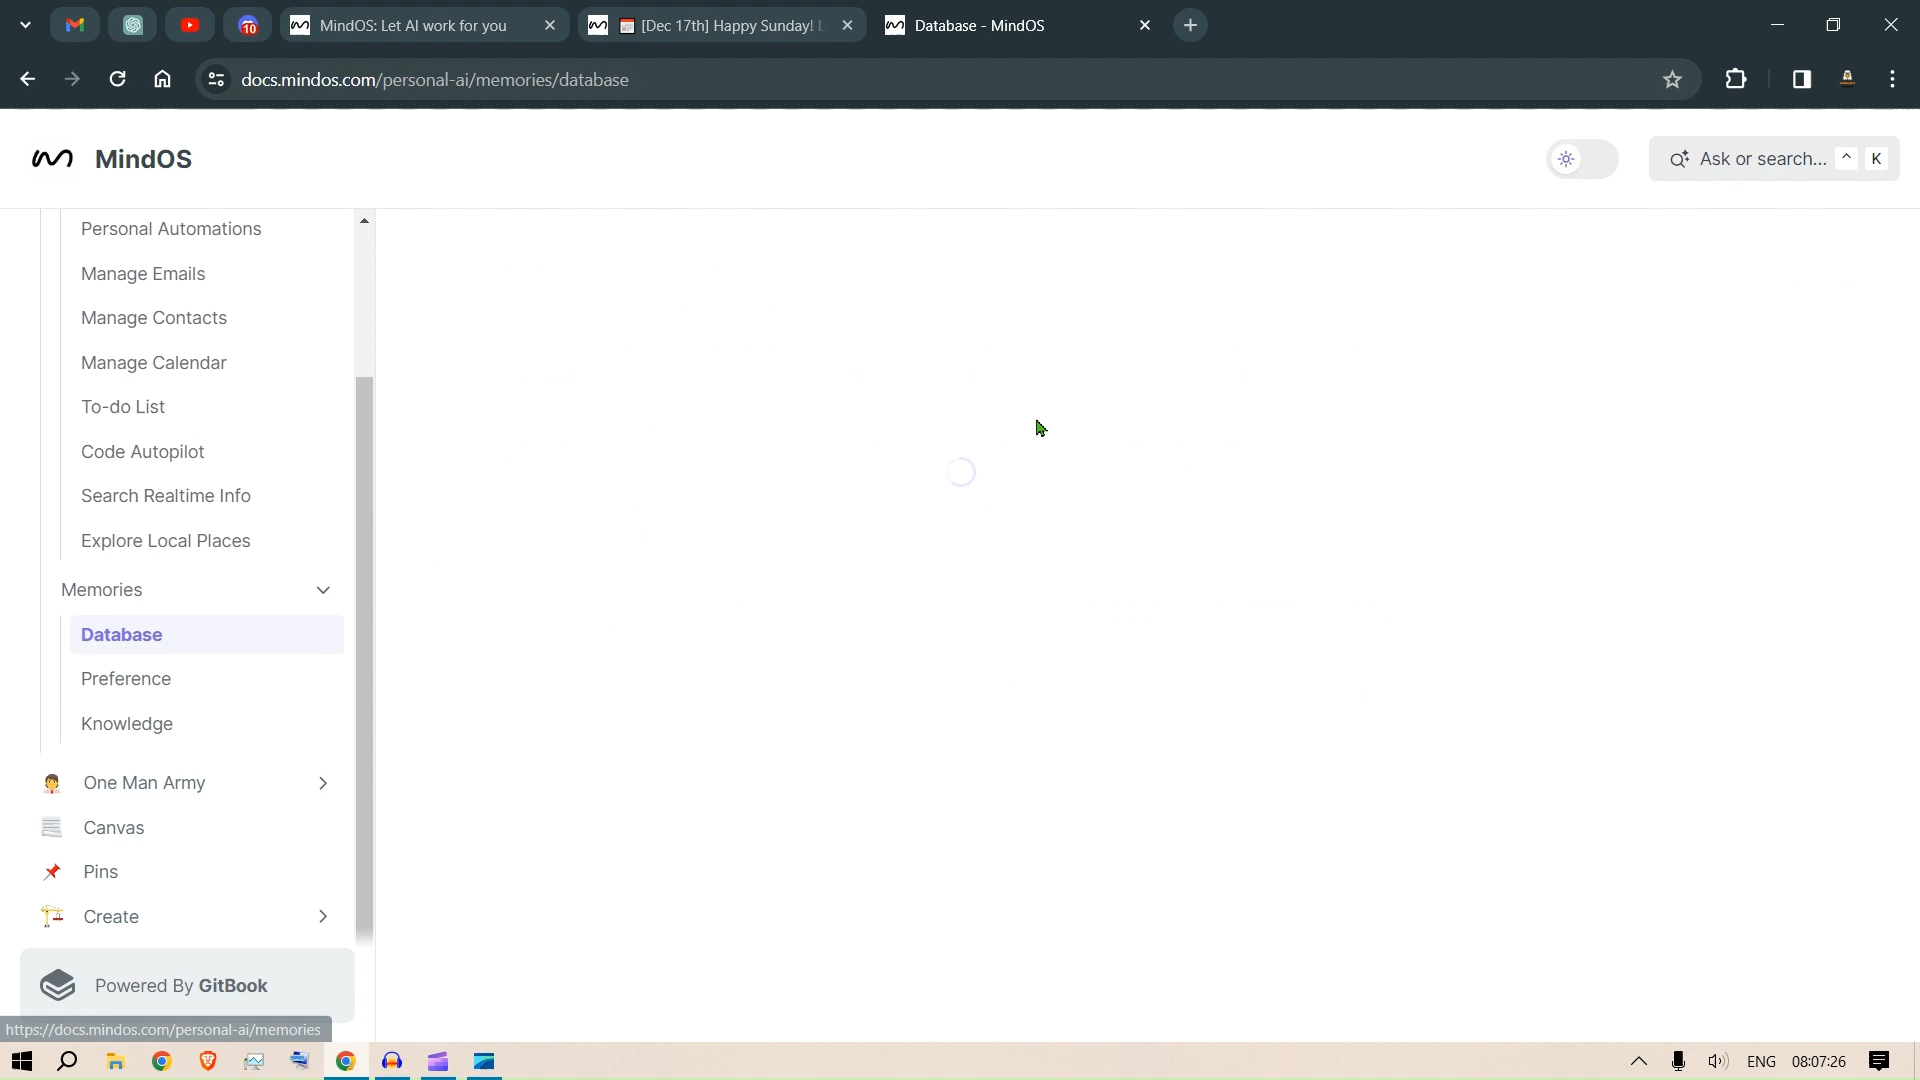 10
MindOS: Let AI work for you
[Dec 17th] Happy Sunday! L
Database - MindOS
docs.mindos.com/personal-ai/memories/database
MindOS
Ask or search... ^ K
Personal Automations
Manage Emails
Manage Contacts
Manage Calendar
To-do List
Code Autopilot
Search Realtime Info
Explore Local Places
Memories
Database
Preference
Knowledge
One Man Army
Canvas
Pins
Create
Powered By GitBook
https://docs.mindos.com/personal-ai/memories
ENG 08:07:26